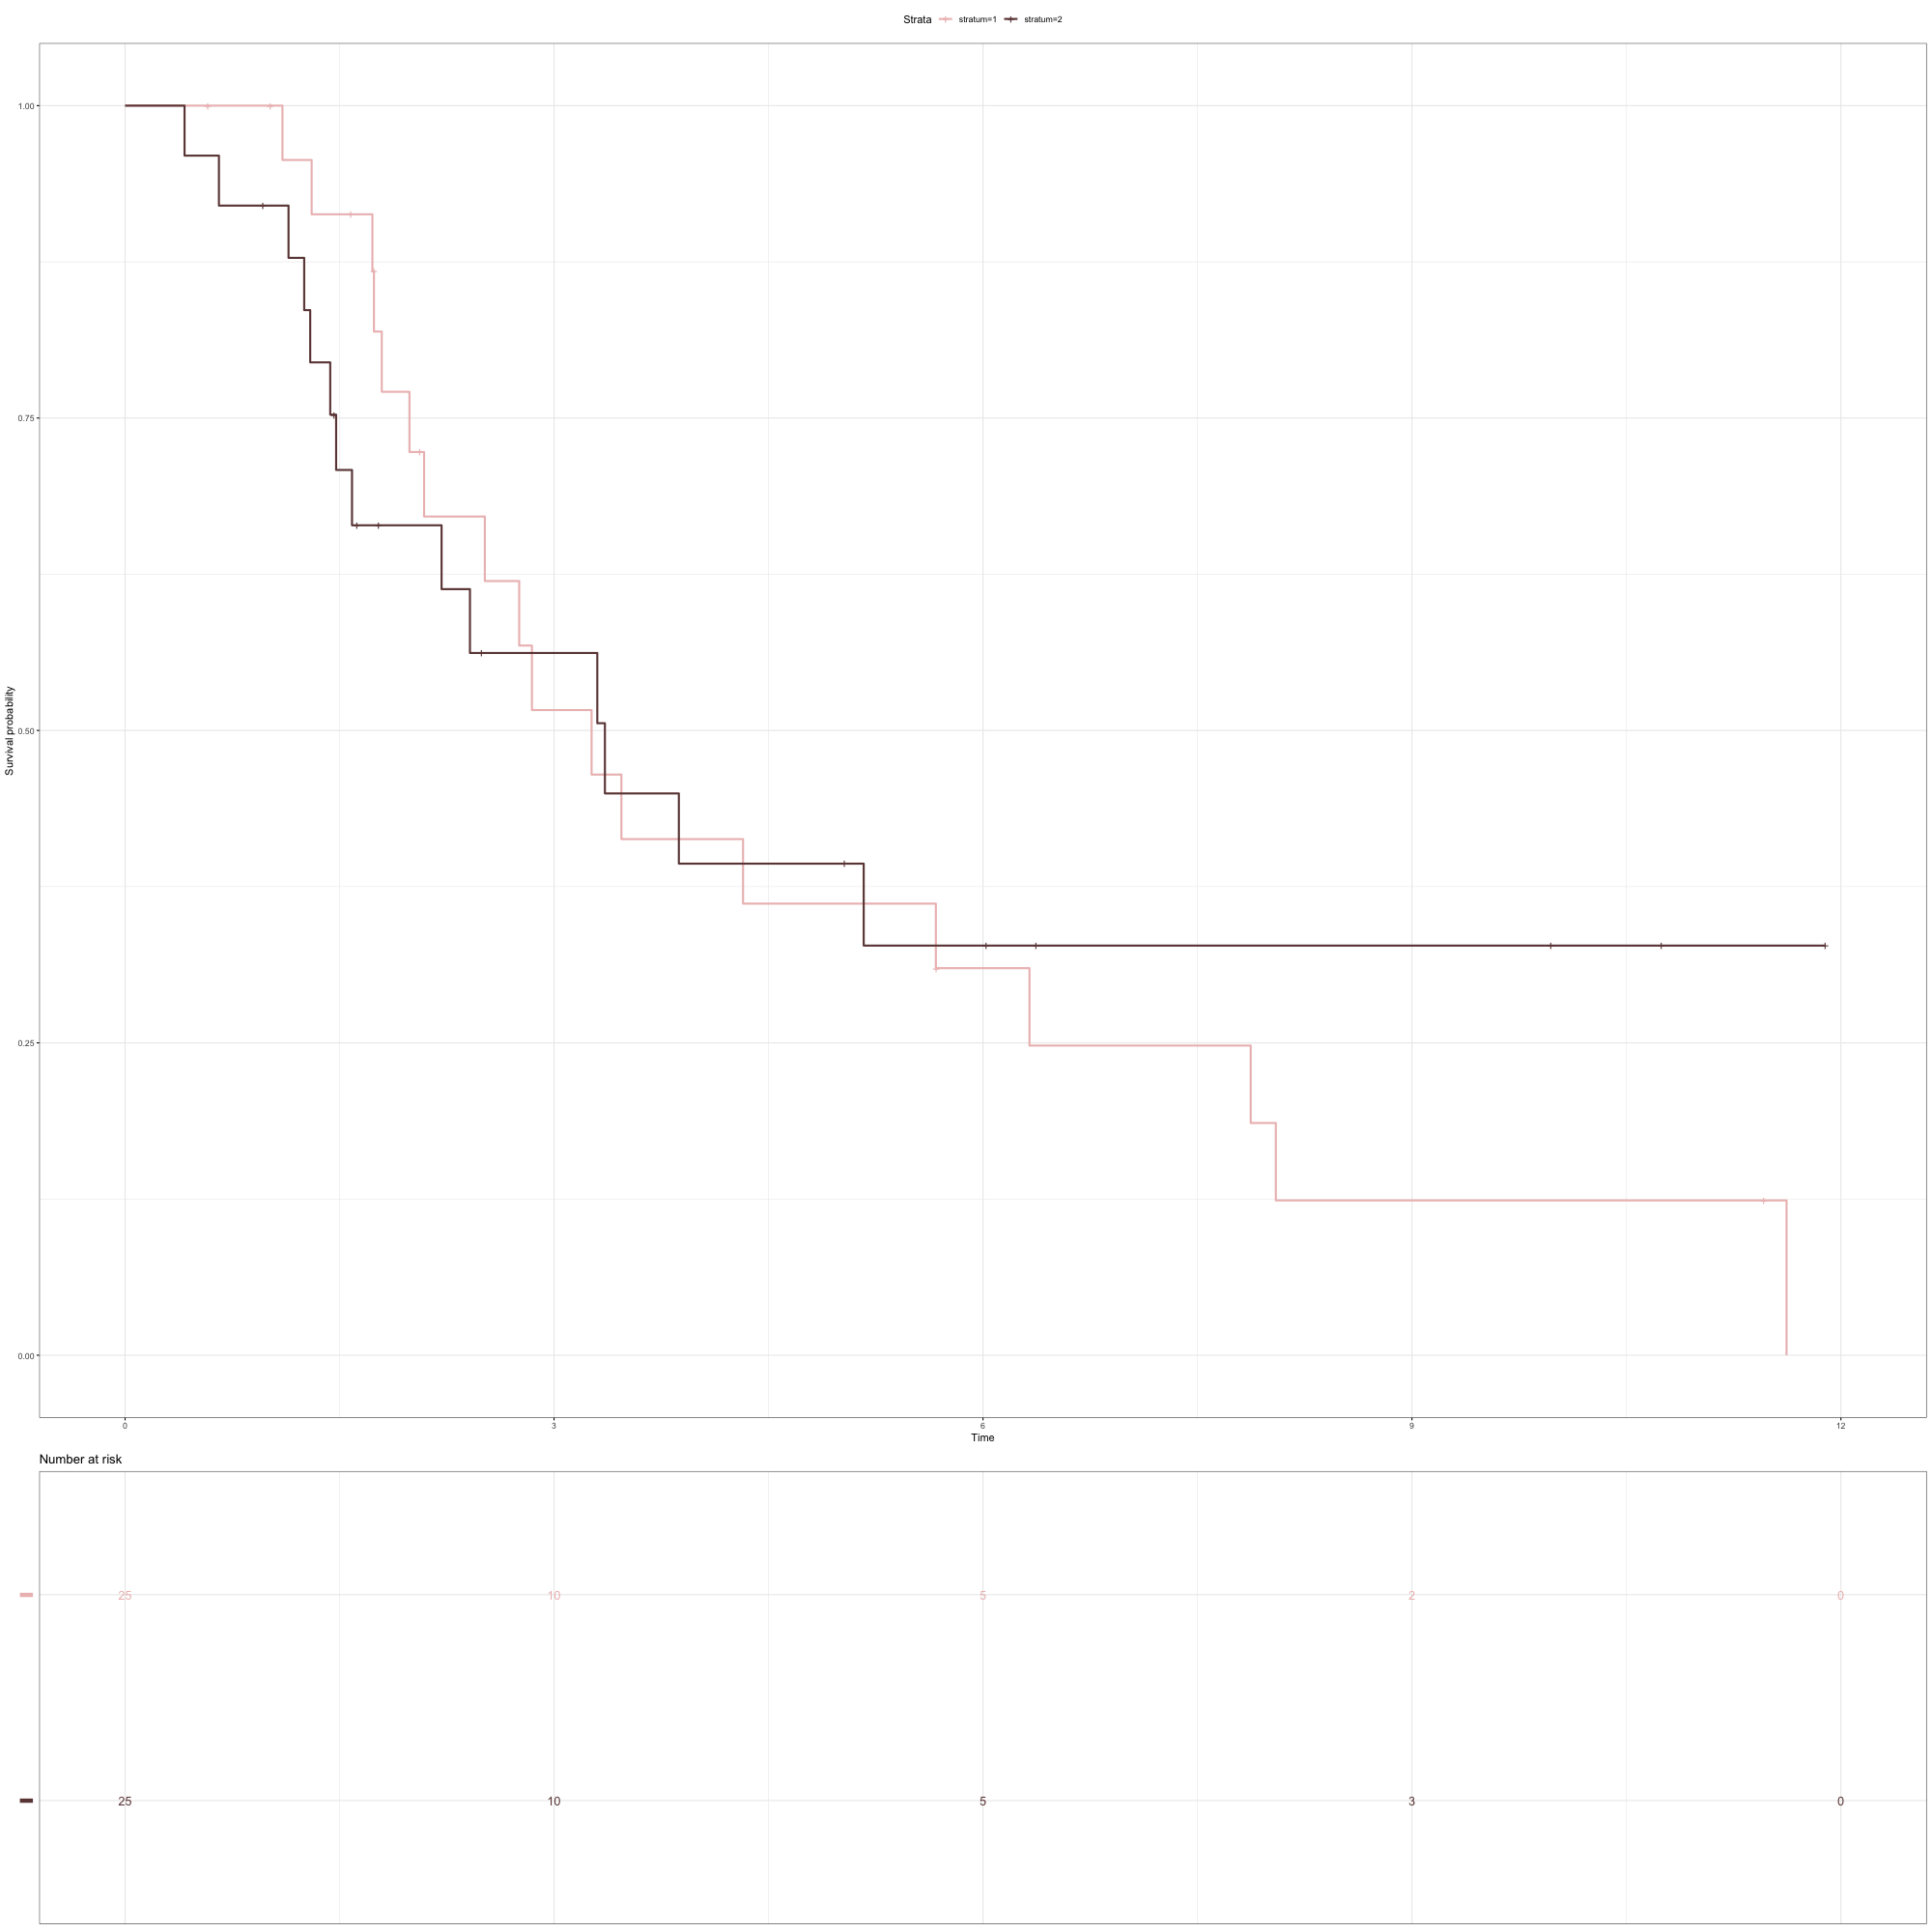 Strata stratum=1 stratum=2
1.00
0.75
0.50
0.25
0.00
Survival probability
0 3 6 9 12
Time
Number at risk
25 10 5 2 0
25 10 5 3 0